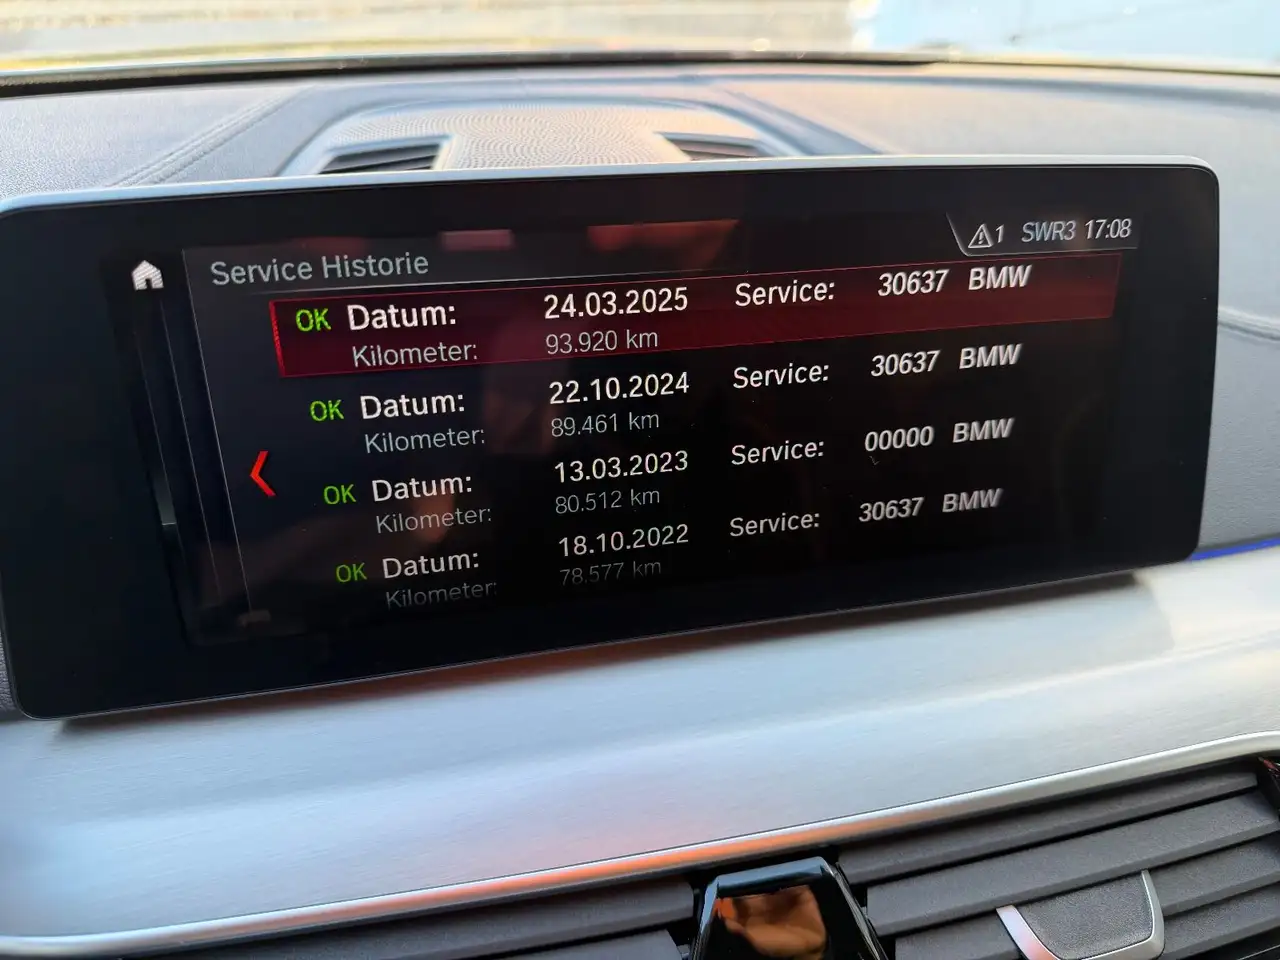 1 SWR3 17:08
Service Historie
OK Datum: 24.03.2025 Service: 30637 BMW
Kilometer: 93.920 km
OK Datum: 22.10.2024 Service: 30637 BMW
Kilometer: 89.461 km
OK Datum: 13.03.2023 Service: 00000 BMW
Kilometer: 80.512 km
OK Datum: 18.10.2022 Service: 30637 BMW
Kilometer: 78.577 km